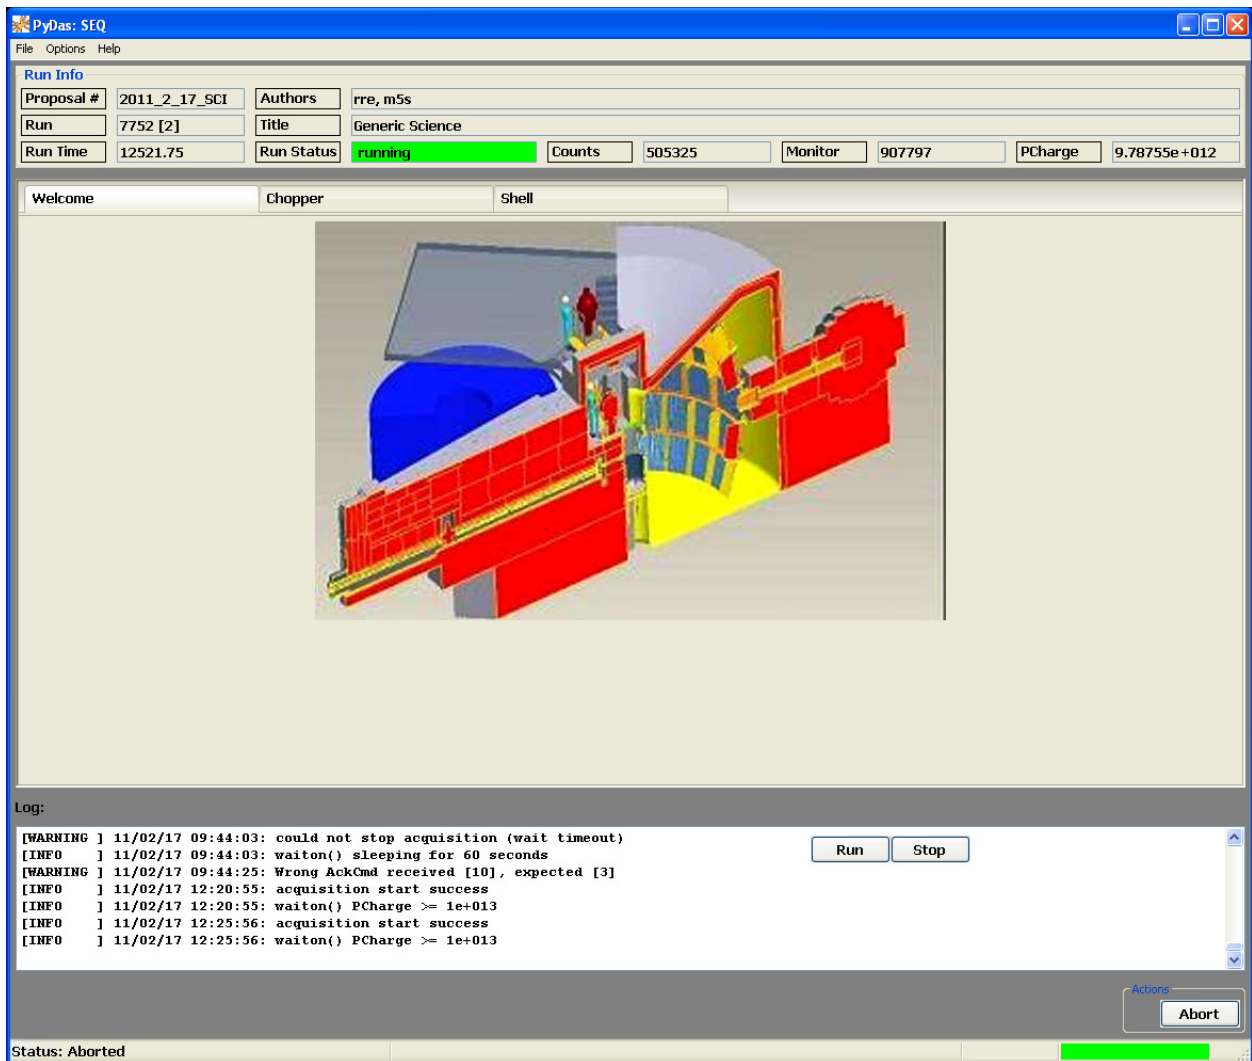 PyDas: SEQ
File Options Help
Run Info
Proposal # 2011_2_17_SCI Authors rre, m5s
Run 7752 [2] Title Generic Science
Run Time 12521.75 Run Status running Counts 505325 Monitor 907797 PCharge 9.78755e+012
Welcome Chopper Shell
Log:
[WARNING ] 11/02/17 09:44:03: could not stop acquisition (wait timeout)
[INFO ] 11/02/17 09:44:03: waiton() sleeping for 60 seconds
[WARNING ] 11/02/17 09:44:25: Wrong AckCmd received [10], expected [3]
[INFO ] 11/02/17 12:20:55: acquisition start success
[INFO ] 11/02/17 12:20:55: waiton() PCharge >= 1e+013
[INFO ] 11/02/17 12:25:56: acquisition start success
[INFO ] 11/02/17 12:25:56: waiton() PCharge >= 1e+013
Run Stop
Actions
Abort
Status: Aborted